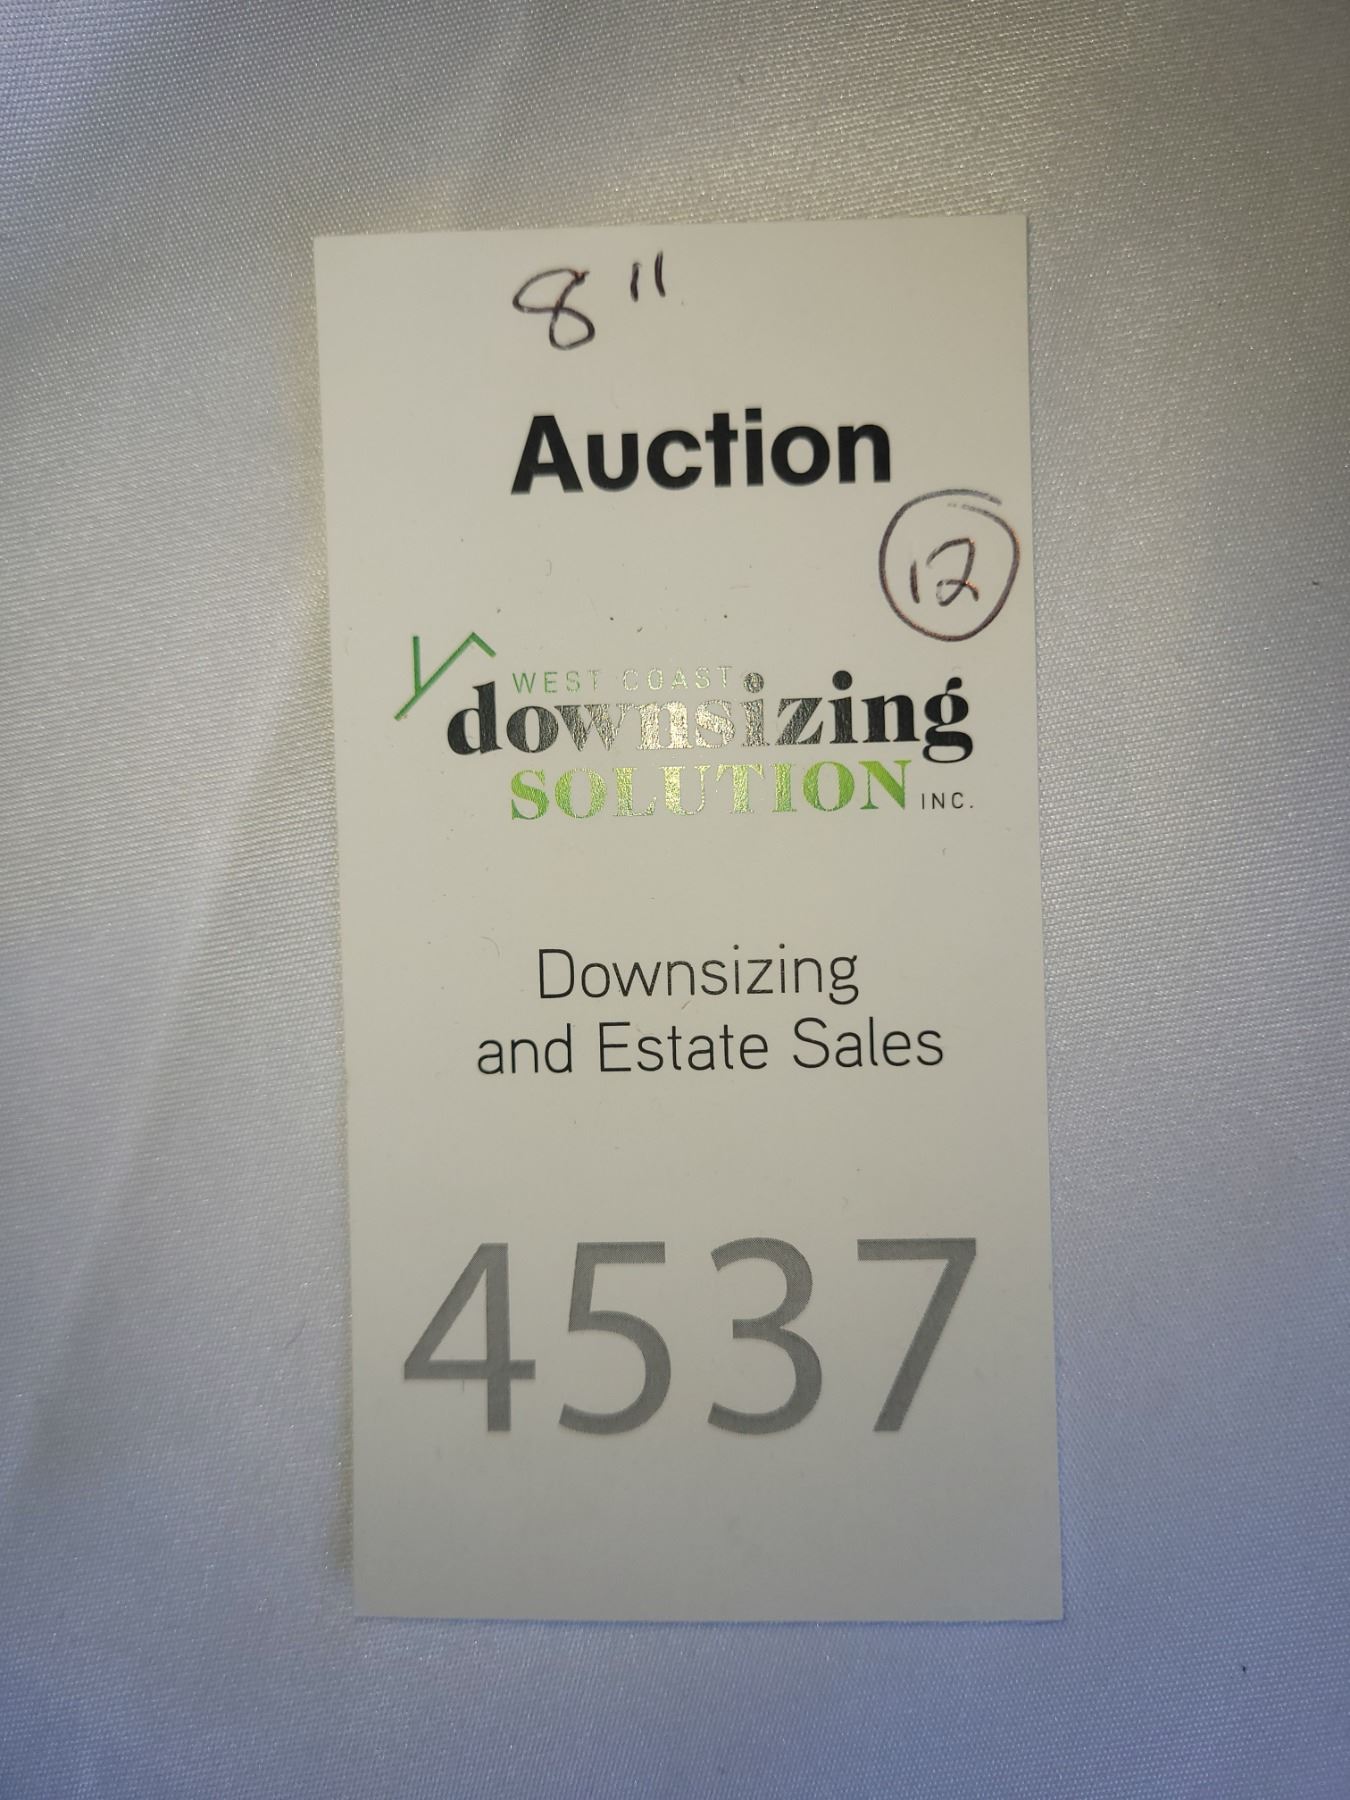 8"
Auction
12
WEST COAST
downsizing
SOLUTION INC.
Downsizing
and Estate Sales
4537